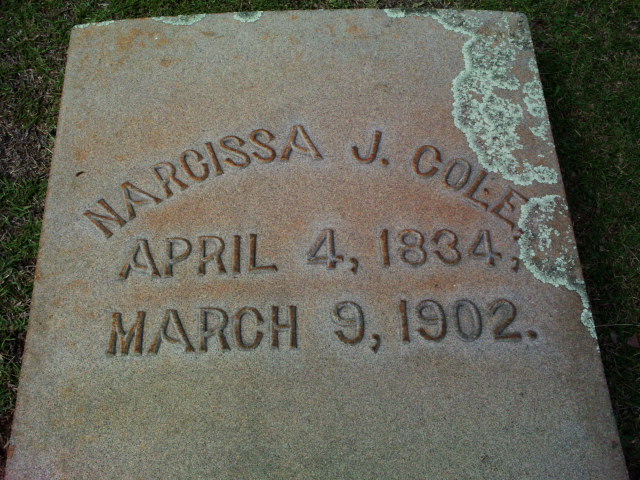 NARCISSA J. COLE,
APRIL 4, 1834,
MARCH 9, 1902.